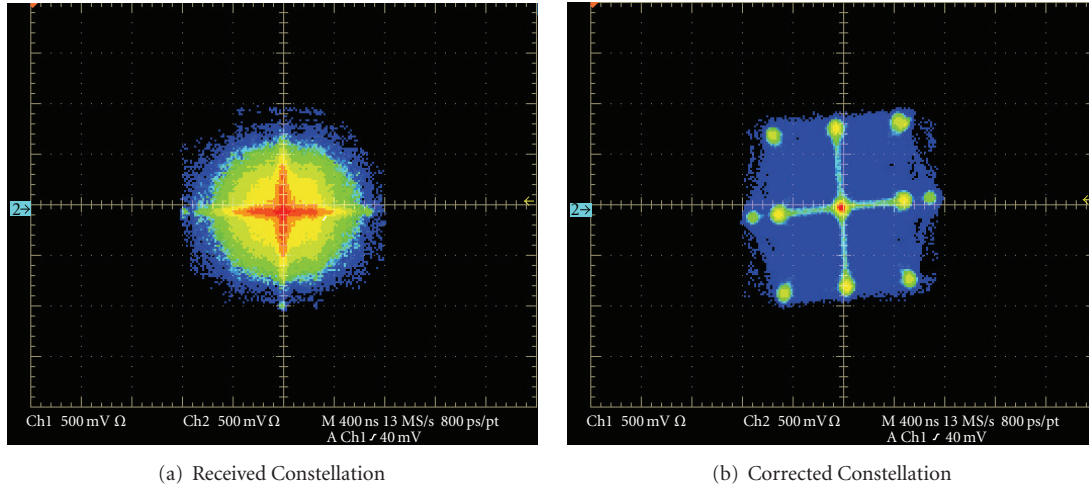 2→
Ch1 500 mV Ω Ch2 500 mV Ω M 400 ns 13 MS/s 800 ps/pt
A Ch1 ⁄ 40 mV
(a) Received Constellation
2→
Ch1 500 mV Ω Ch2 500 mV Ω M 400 ns 13 MS/s 800 ps/pt
A Ch1 ⁄ 40 mV
(b) Corrected Constellation